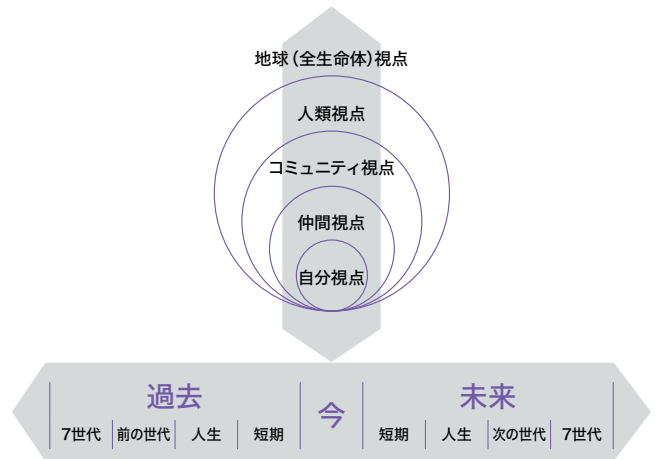 地球（全生命体）視点
人類視点
コミュニティ視点
仲間視点
自分視点
過去 今 未来
7世代 前の世代 人生 短期 短期 人生 次の世代 7世代